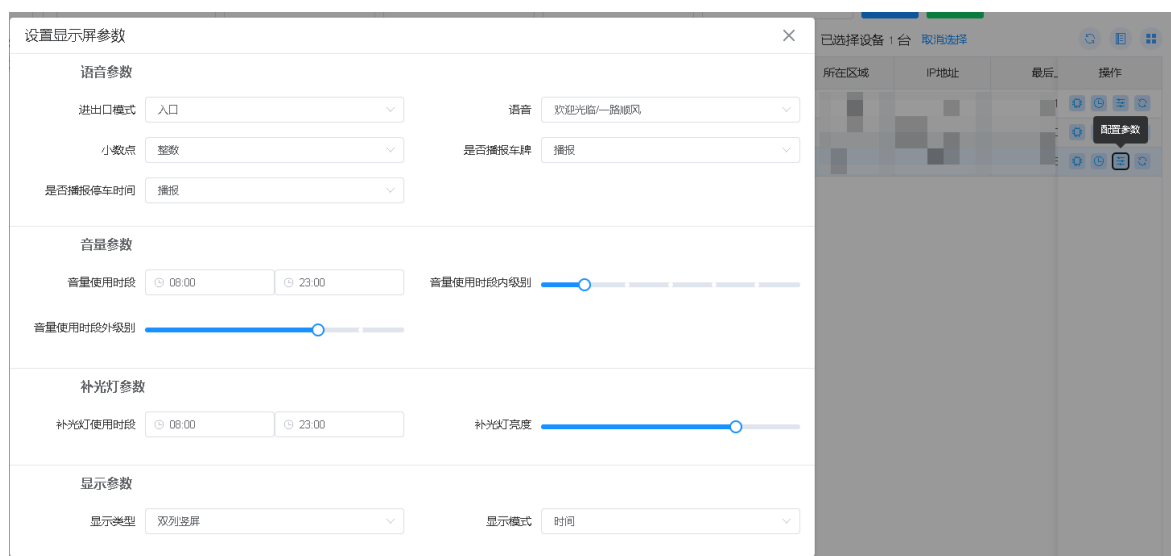 设置显示屏参数
已选择设备 1 台 取消选择
语音参数
所在区域 IP地址 最后 操作
进出口模式 入口 语音 欢迎光临/一路顺风
配置参数
小数点 整数 是否播报车牌 播报
是否播报停车时间 播报
音量参数
音量使用时段 08:00 23:00 音量使用时段内级别
音量使用时段外级别
补光灯参数
补光灯使用时段 08:00 23:00 补光灯亮度
显示参数
显示类型 双列竖屏 显示模式 时间